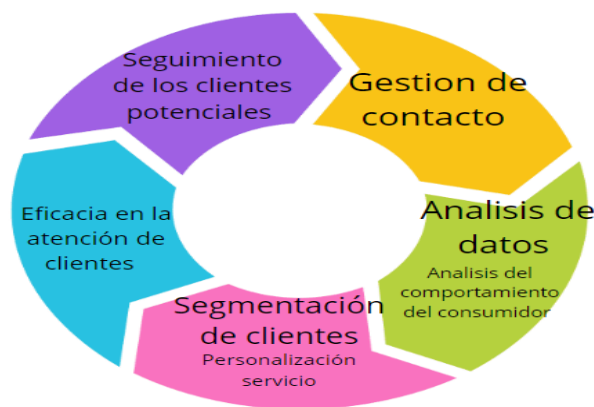 Seguimiento
de los clientes
potenciales
Gestion de
contacto
Analisis de
datos
Analisis del
comportamiento
del consumidor
Segmentación
de clientes
Personalización
servicio
Eficacia en la
atención de
clientes